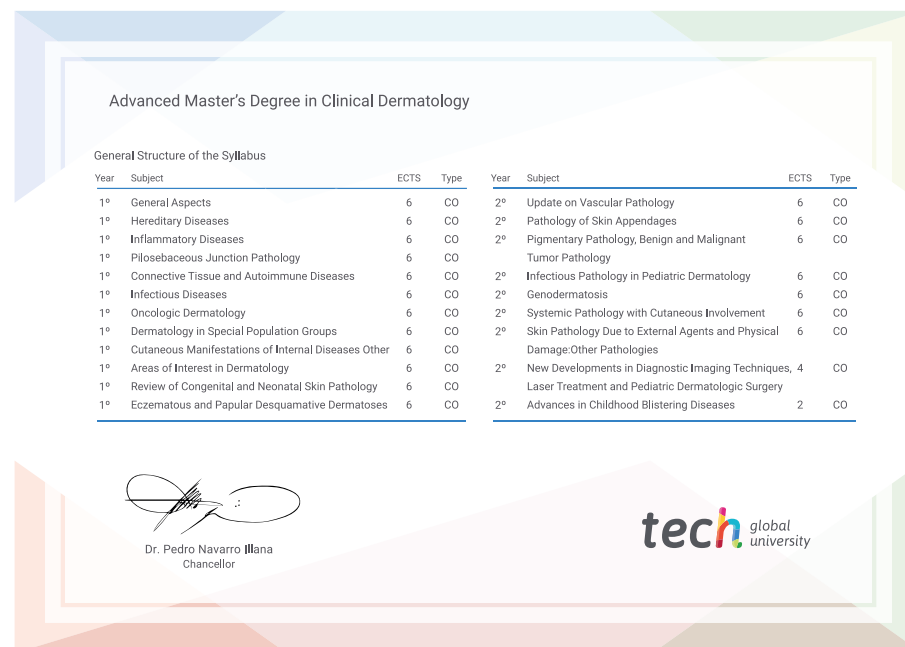 Advanced Master's Degree in Clinical Dermatology
General Structure of the Syllabus
Year Subject ECTS Type
1º General Aspects 6 CO
1º Hereditary Diseases 6 CO
1º Inflammatory Diseases 6 CO
1º Pilosebaceous Junction Pathology 6 CO
1º Connective Tissue and Autoimmune Diseases 6 CO
1º Infectious Diseases 6 CO
1º Oncologic Dermatology 6 CO
1º Dermatology in Special Population Groups 6 CO
1º Cutaneous Manifestations of Internal Diseases Other 6 CO
1º Areas of Interest in Dermatology 6 CO
1º Review of Congenital and Neonatal Skin Pathology 6 CO
1º Eczematous and Papular Desquamative Dermatoses 6 CO
Year Subject ECTS Type
2º Update on Vascular Pathology 6 CO
2º Pathology of Skin Appendages 6 CO
2º Pigmentary Pathology, Benign and Malignant 6 CO
Tumor Pathology
2º Infectious Pathology in Pediatric Dermatology 6 CO
2º Genodermatosis 6 CO
2º Systemic Pathology with Cutaneous Involvement 6 CO
2º Skin Pathology Due to External Agents and Physical 6 CO
Damage:Other Pathologies
2º New Developments in Diagnostic Imaging Techniques, 4 CO
Laser Treatment and Pediatric Dermatologic Surgery
2º Advances in Childhood Blistering Diseases 2 CO
Dr. Pedro Navarro Illana
Chancellor
tech global
university